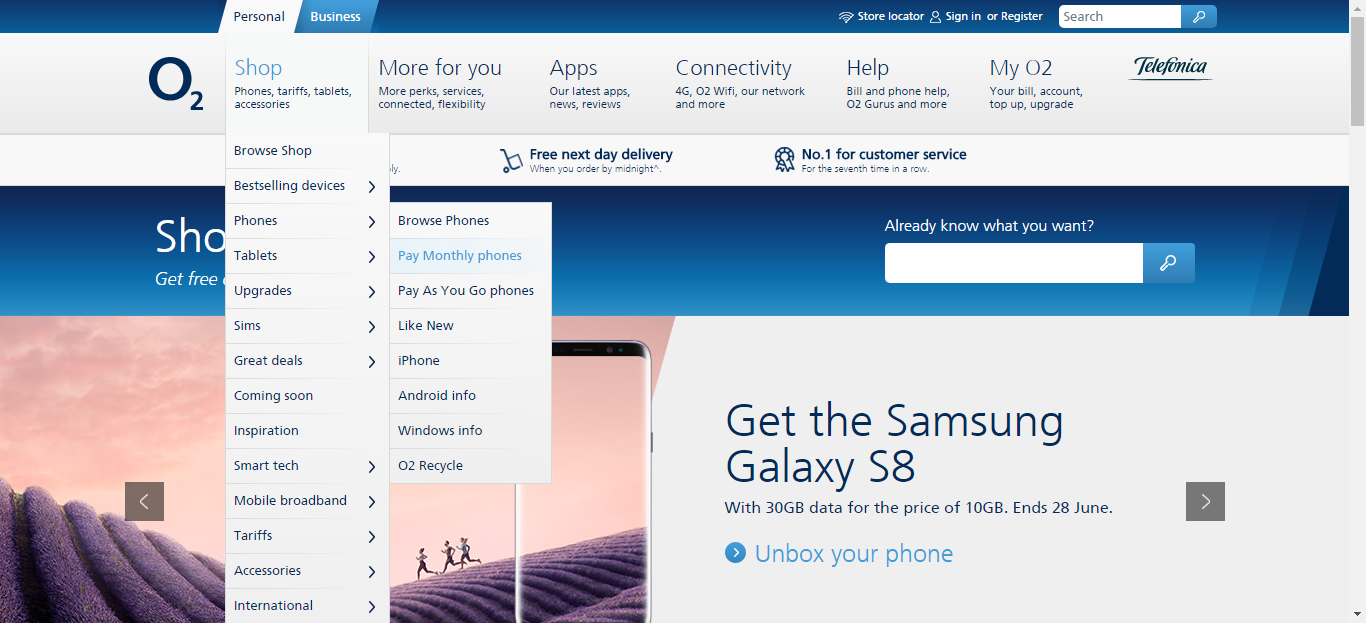 Personal
Business
Store locator
Sign in or Register
Search
O2
Shop
Phones, tariffs, tablets,
accessories
More for you
More perks, services,
connected, flexibility
Apps
Our latest apps,
news, reviews
Connectivity
4G, O2 Wifi, our network
and more
Help
Bill and phone help,
O2 Gurus and more
My O2
Your bill, account,
top up, upgrade
Telefónica
Free next day delivery
When you order by midnight^.
No.1 for customer service
For the seventh time in a row.
Sho
Get free
Already know what you want?
Browse Shop
Bestselling devices
Phones
Tablets
Upgrades
Sims
Great deals
Coming soon
Inspiration
Smart tech
Mobile broadband
Tariffs
Accessories
International
Browse Phones
Pay Monthly phones
Pay As You Go phones
Like New
iPhone
Android info
Windows info
O2 Recycle
Get the Samsung
Galaxy S8
With 30GB data for the price of 10GB. Ends 28 June.
Unbox your phone